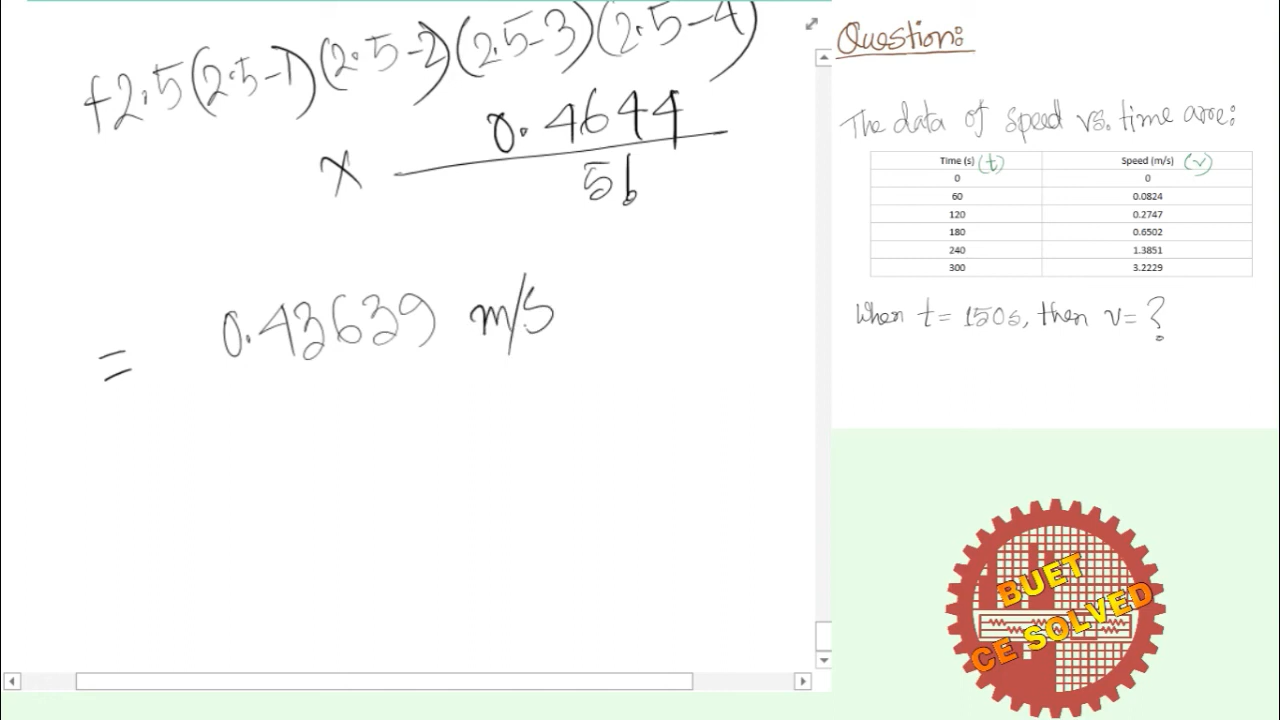 +2.5(2.5-1)(2.5-2)(2.5-3)(2.5-4)
× 0.4644
5!
= 0.43639 m/s
Question:
The data of speed vs. time are:
Time (s) (t) Speed (m/s) (v)
0 0
60 0.0824
120 0.2747
180 0.6502
240 1.3851
300 3.2229
When t = 150s, then v = ?
BUET
CE SOLVED